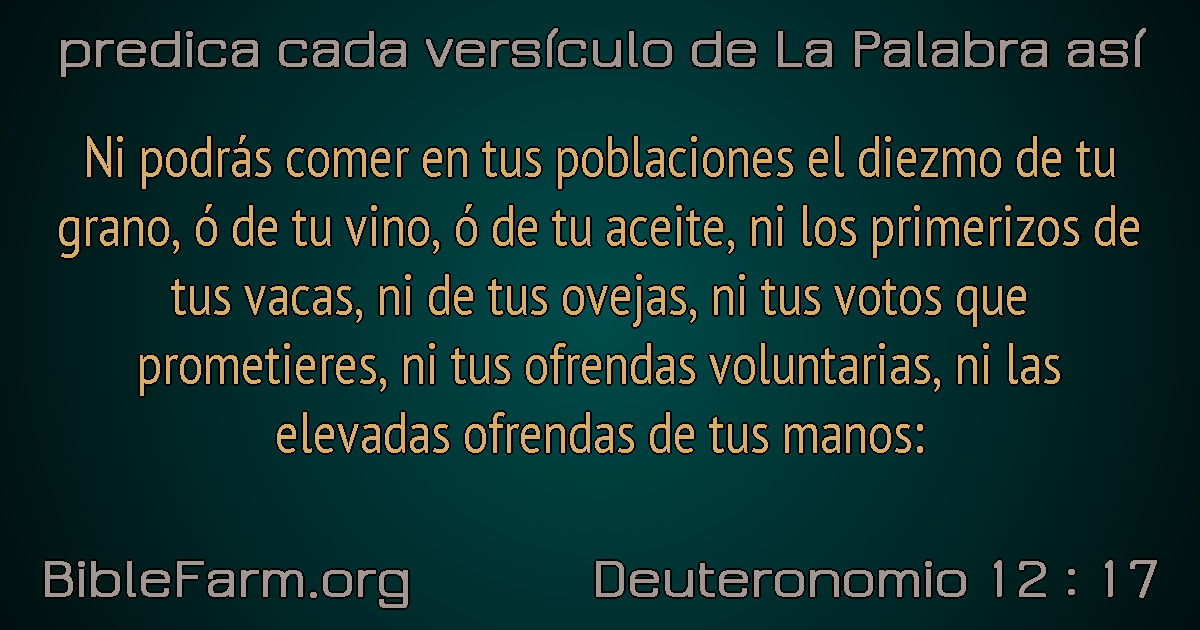 predica cada versículo de La Palabra así
Ni podrás comer en tus poblaciones el diezmo de tu
grano, ó de tu vino, ó de tu aceite, ni los primerizos de
tus vacas, ni de tus ovejas, ni tus votos que
prometieres, ni tus ofrendas voluntarias, ni las
elevadas ofrendas de tus manos:
BibleFarm.org
Deuteronomio 12 : 17